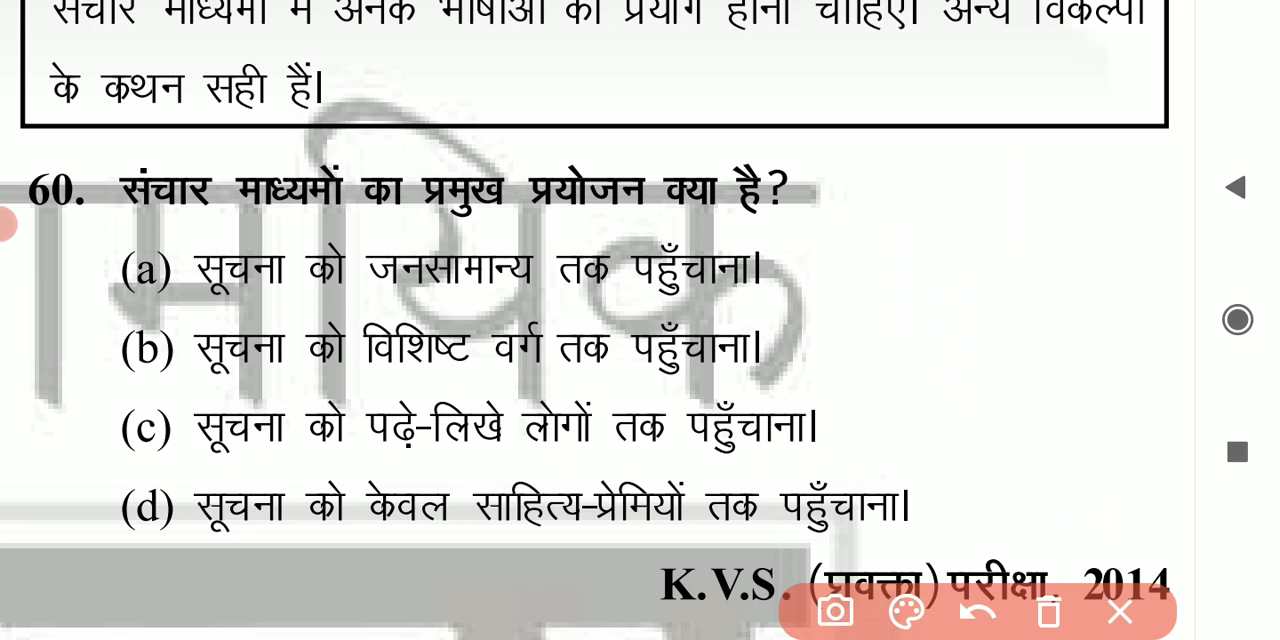 संचार माध्यमों में अनेक भाषाओं का प्रयोग होना चाहिए। अन्य विकल्पों
के कथन सही हैं।
60. संचार माध्यमों का प्रमुख प्रयोजन क्या है?
(a) सूचना को जनसामान्य तक पहुँचाना।
(b) सूचना को विशिष्ट वर्ग तक पहुँचाना।
(c) सूचना को पढ़े-लिखे लोगों तक पहुँचाना।
(d) सूचना को केवल साहित्य-प्रेमियों तक पहुँचाना।
K.V.S. (प्रवक्ता) परीक्षा, 2014